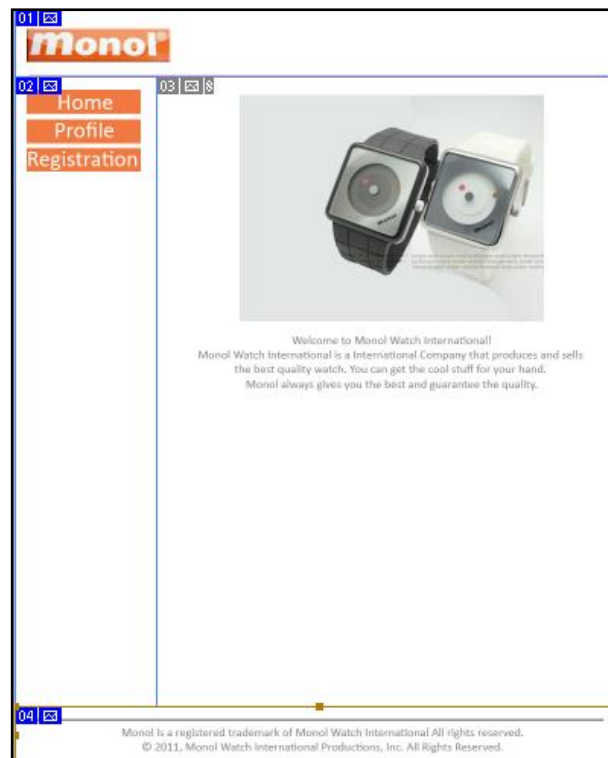 01
monol®
02
03
Home
Profile
Registration
monol
monol
Welcome to Monol Watch International!
Monol Watch International is a International Company that produces and sells
the best quality watch. You can get the cool stuff for your hand.
Monol always gives you the best and guarantee the quality.
04
Monol is a registered trademark of Monol Watch International All rights reserved.
© 2011, Monol Watch International Productions, Inc. All Rights Reserved.